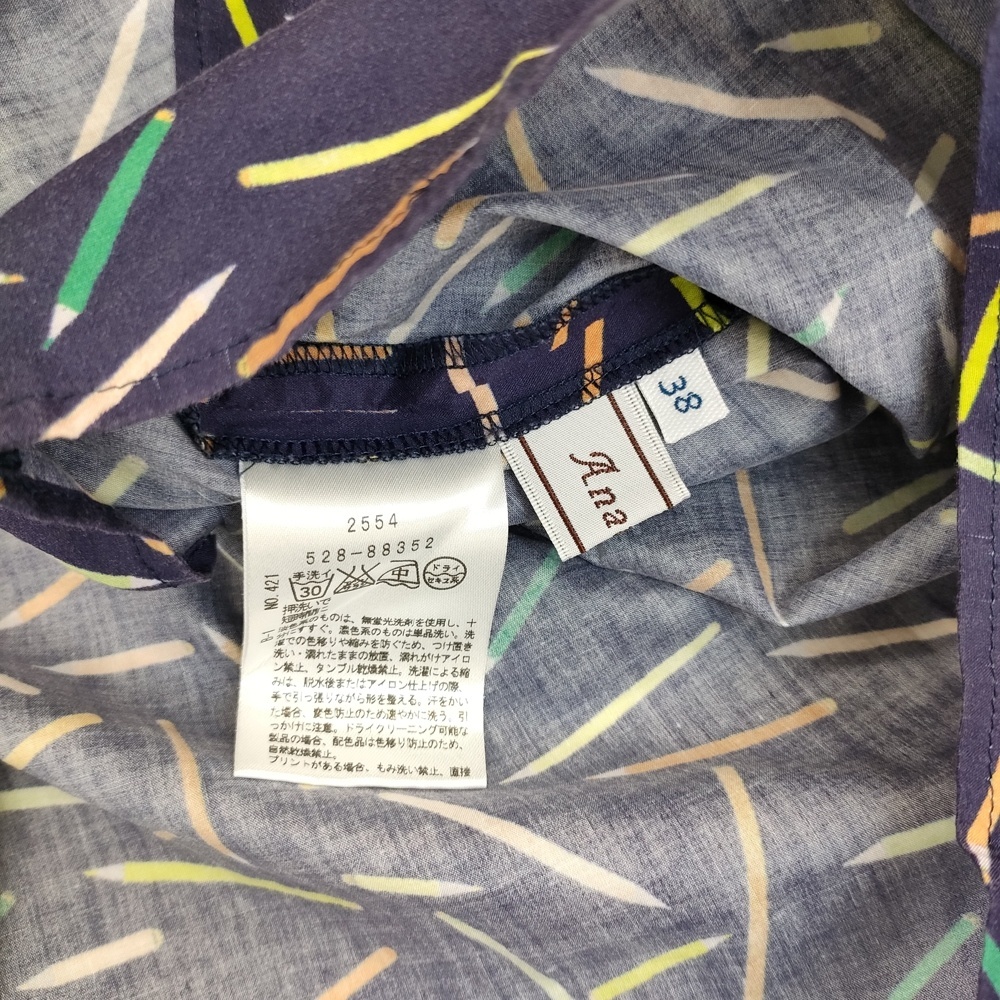 38
Ana
2554
528-88352
NO.421
手洗イ
30
中
ドライ
セキユ系
押洗いで
短時間
色系のものは、無蛍光洗剤を使用し、十
分にすすぐ。濃色系のものは単品洗い。洗
濯での色移りや縮みを防ぐため、つけ置き
洗い・濡れたままの放置、濡れがけアイロ
ン禁止、タンブル乾燥禁止。洗濯による縮
みは、脱水後またはアイロン仕上げの際、
手で引っ張りながら形を整える。汗をかい
た場合、変色防止のため速やかに洗う。引
っかけに注意。ドライクリーニング可能な
製品の場合、配色品は色移り防止のため、
自然乾燥禁止。
プリントがある場合、もみ洗い禁止、直接